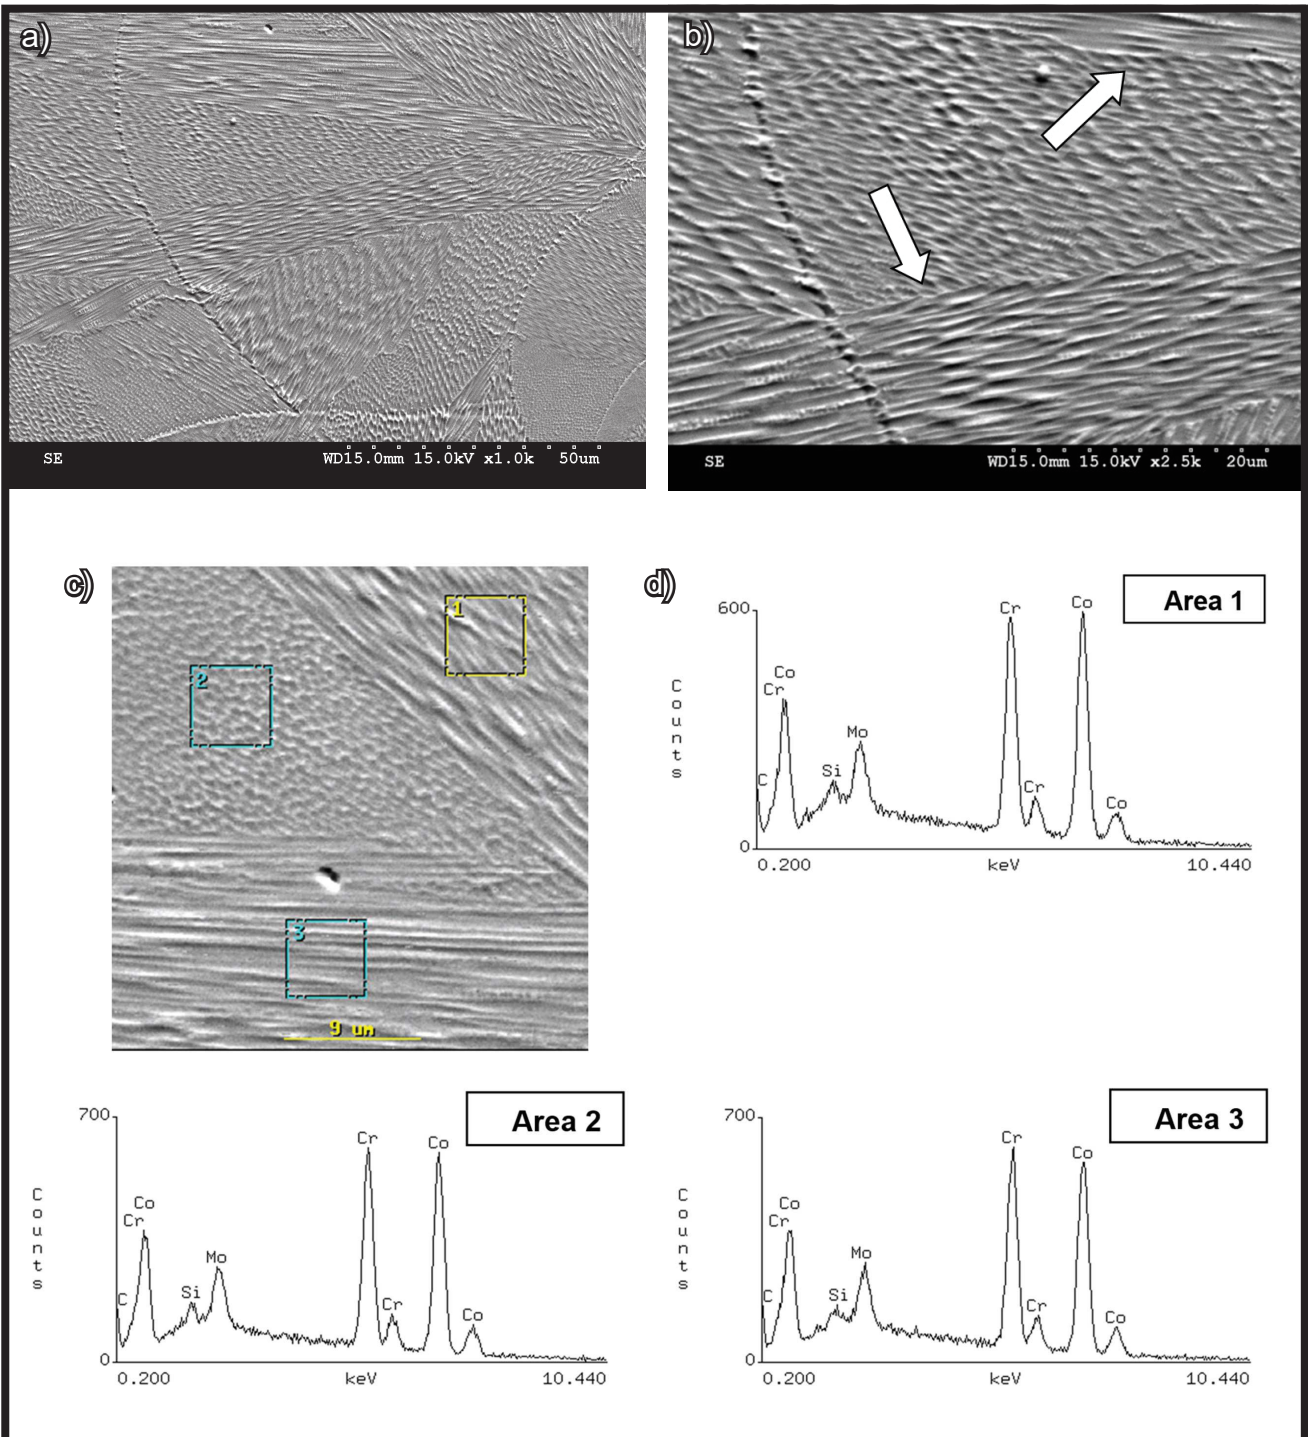 a)
SE WD15.0mm 15.0kV x1.0k 50um
b)
SE WD15.0mm 15.0kV x2.5k 20um
c)
1
2
3
9 um
d)
Area 1
600
Counts
C
Cr
Co
Si
Mo
Cr
Cr
Co
Co
0
0.200 keV 10.440
Area 2
700
Counts
C
Cr
Co
Si
Mo
Cr
Cr
Co
Co
0
0.200 keV 10.440
Area 3
700
Counts
C
Cr
Co
Si
Mo
Cr
Cr
Co
Co
0
0.200 keV 10.440